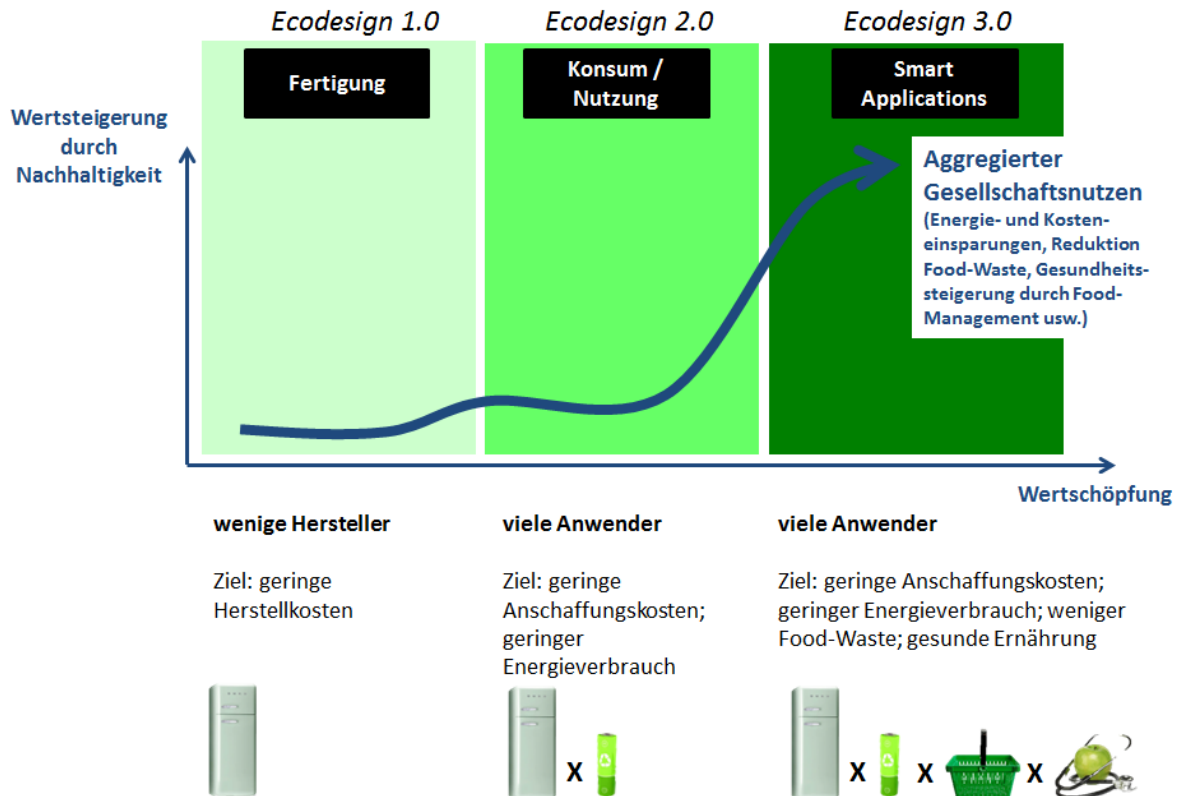 Ecodesign 1.0
Ecodesign 2.0
Ecodesign 3.0
Fertigung
Konsum /
Nutzung
Smart
Applications
Wertsteigerung
durch
Nachhaltigkeit
Aggregierter
Gesellschaftsnutzen
(Energie- und Kosten-
einsparungen, Reduktion
Food-Waste, Gesundheits-
steigerung durch Food-
Management usw.)
Wertschöpfung
wenige Hersteller
Ziel: geringe
Herstellkosten
viele Anwender
Ziel: geringe
Anschaffungskosten;
geringer
Energieverbrauch
viele Anwender
Ziel: geringe Anschaffungskosten;
geringer Energieverbrauch; weniger
Food-Waste; gesunde Ernährung
X
X X X